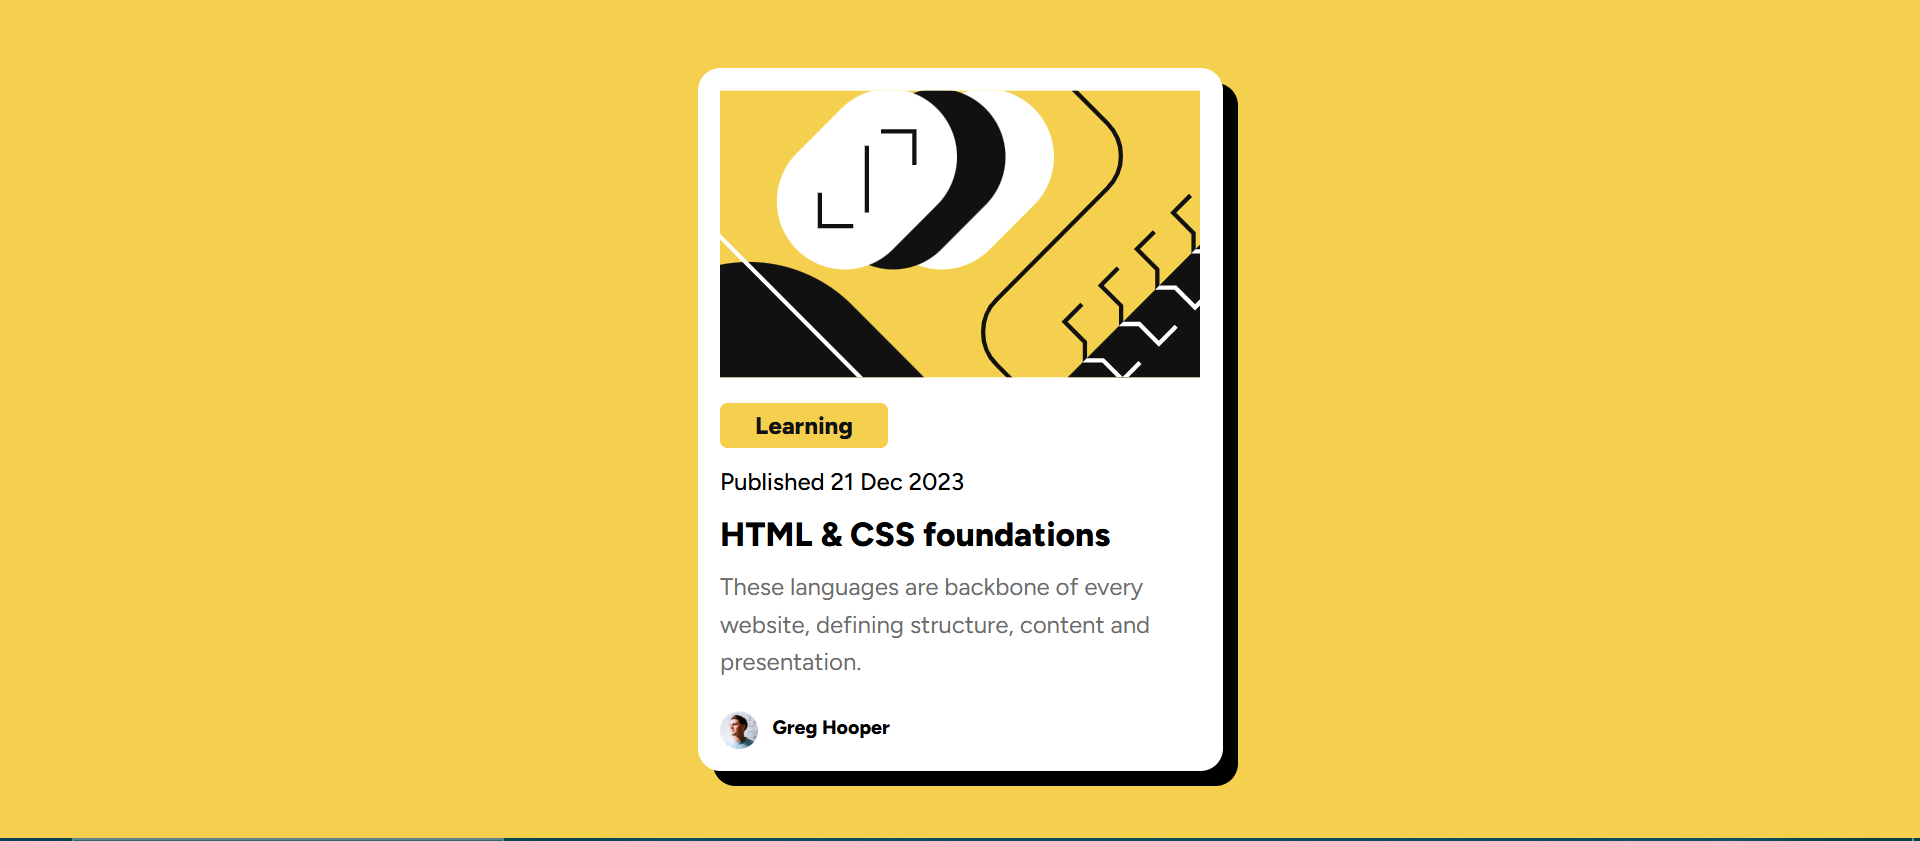 Learning
Published 21 Dec 2023
HTML & CSS foundations
These languages are backbone of every
website, defining structure, content and
presentation.
Greg Hooper